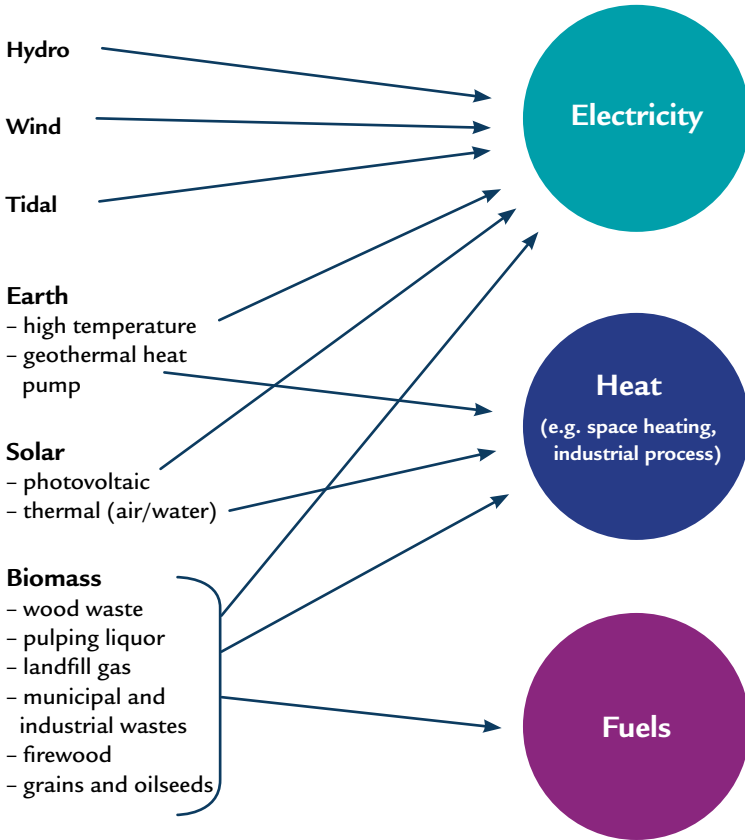 Hydro
Wind
Tidal
Earth
– high temperature
– geothermal heat
pump
Solar
– photovoltaic
– thermal (air/water)
Biomass
– wood waste
– pulping liquor
– landfill gas
– municipal and
industrial wastes
– firewood
– grains and oilseeds
Electricity
Heat
(e.g. space heating,
industrial process)
Fuels